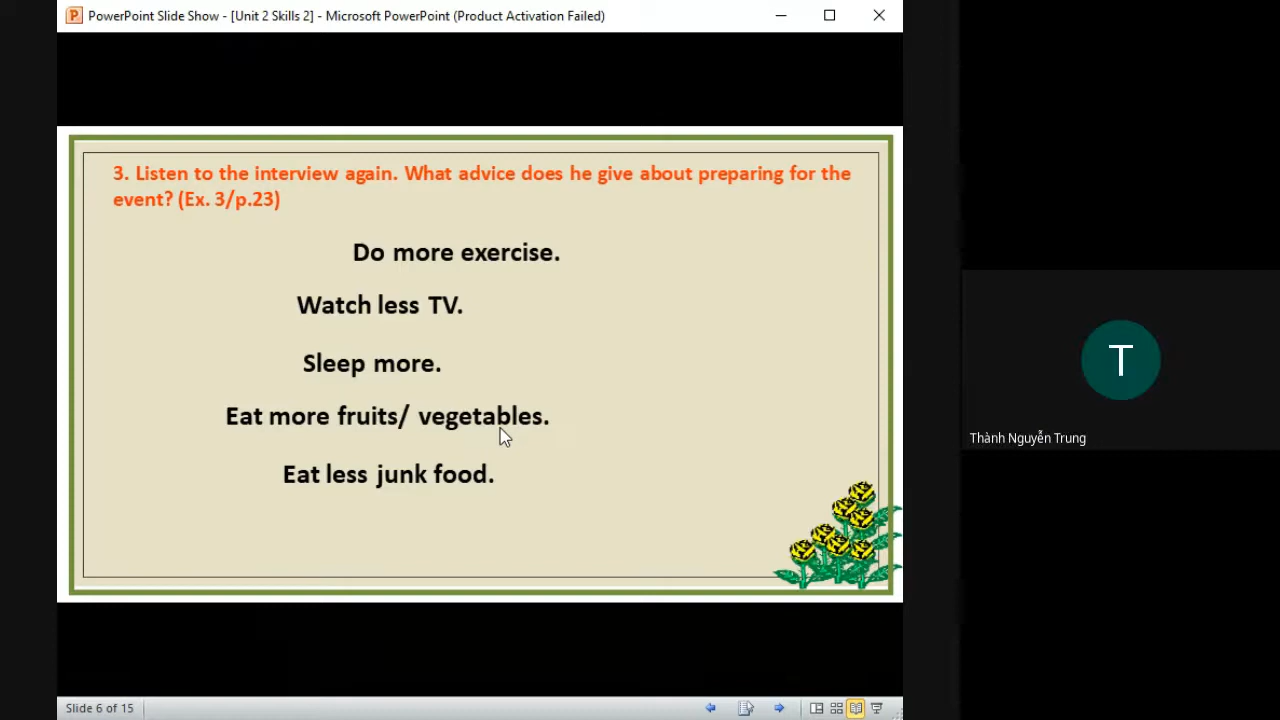 PowerPoint Slide Show - [Unit 2 Skills 2] - Microsoft PowerPoint (Product Activation Failed)
3. Listen to the interview again. What advice does he give about preparing for the
event? (Ex. 3/p.23)
Do more exercise.
Watch less TV.
Sleep more.
Eat more fruits/ vegetables.
Eat less junk food.
T
Thành Nguyễn Trung
Slide 6 of 15